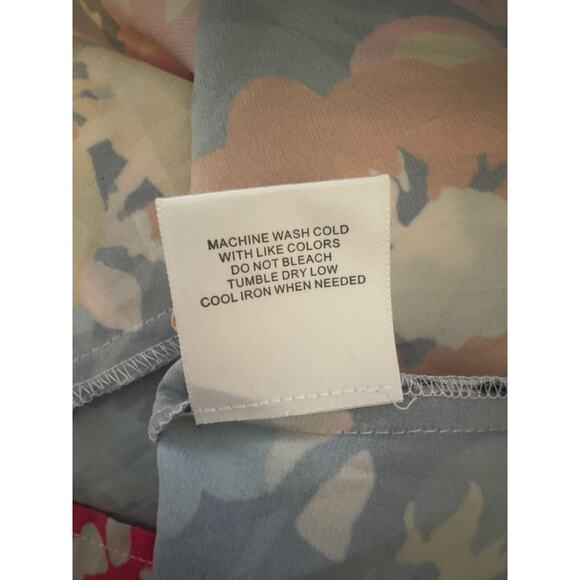 MACHINE WASH COLD
WITH LIKE COLORS
DO NOT BLEACH
TUMBLE DRY LOW
COOL IRON WHEN NEEDED